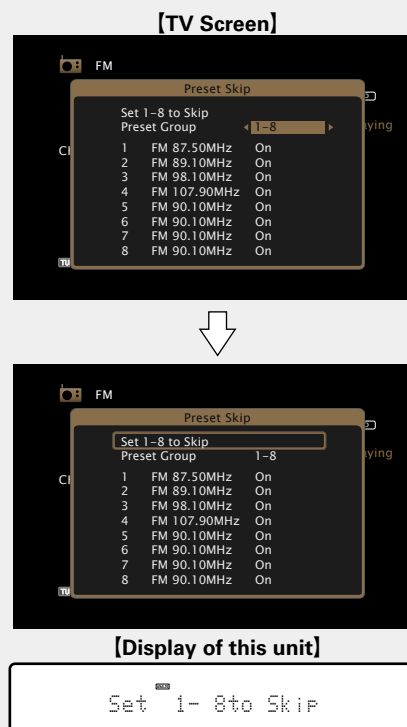 【TV Screen】
FM
Preset Skip
Set 1-8 to Skip
Preset Group 1-8
1 FM 87.50MHz On
2 FM 89.10MHz On
3 FM 98.10MHz On
4 FM 107.90MHz On
5 FM 90.10MHz On
6 FM 90.10MHz On
7 FM 90.10MHz On
8 FM 90.10MHz On
FM
Preset Skip
Set 1-8 to Skip
Preset Group 1-8
1 FM 87.50MHz On
2 FM 89.10MHz On
3 FM 98.10MHz On
4 FM 107.90MHz On
5 FM 90.10MHz On
6 FM 90.10MHz On
7 FM 90.10MHz On
8 FM 90.10MHz On
【Display of this unit】
Set 1- 8to Skip